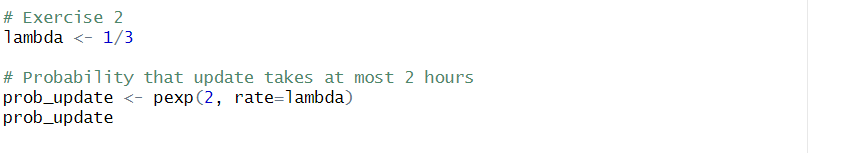 # Exercise 2
lambda <- 1/3
# Probability that update takes at most 2 hours
prob_update <- pexp(2, rate=lambda)
prob_update